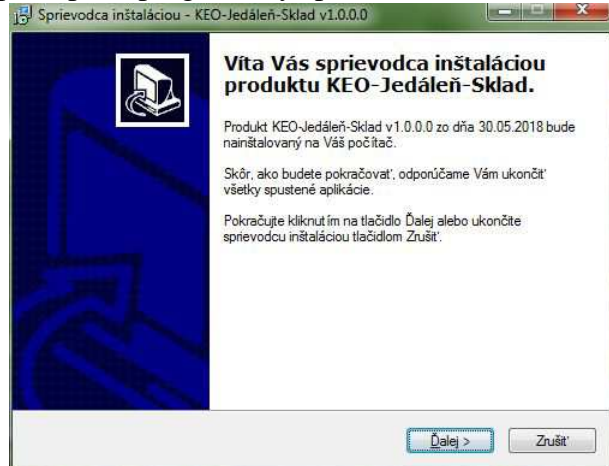 Sprievodca inštaláciou - KEO-Jedáleň-Sklad v1.0.0.0
Víta Vás sprievodca inštaláciou
produktu KEO-Jedáleň-Sklad.
Produkt KEO-Jedáleň-Sklad v1.0.0.0 zo dňa 30.05.2018 bude
nainštalovaný na Váš počítač.
Skôr, ako budete pokračovať, odporúčame Vám ukončiť
všetky spustené aplikácie.
Pokračujte kliknutím na tlačidlo Ďalej alebo ukončite
sprievodcu inštaláciou tlačidlom Zrušiť.
Ďalej >
Zrušiť